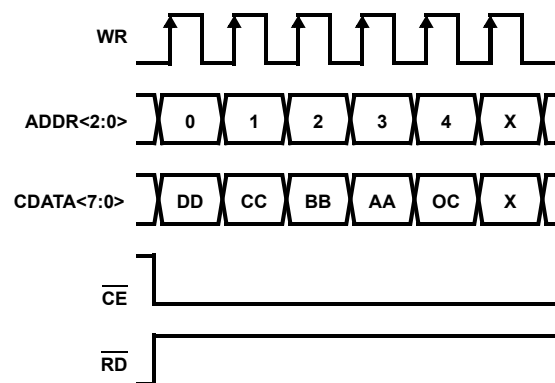 WR
ADDR<2:0> 0 1 2 3 4 X
CDATA<7:0> DD CC BB AA OC X
CE
RD